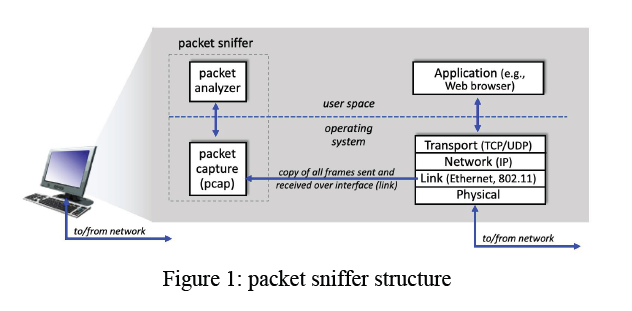 packet sniffer
packet
analyzer
Application (e.g.,
Web browser)
user space
operating
system
packet
capture
(pcap)
copy of all frames sent and
received over interface (link)
Transport (TCP/UDP)
Network (IP)
Link (Ethernet, 802.11)
Physical
to/from network
to/from network
Figure 1: packet sniffer structure